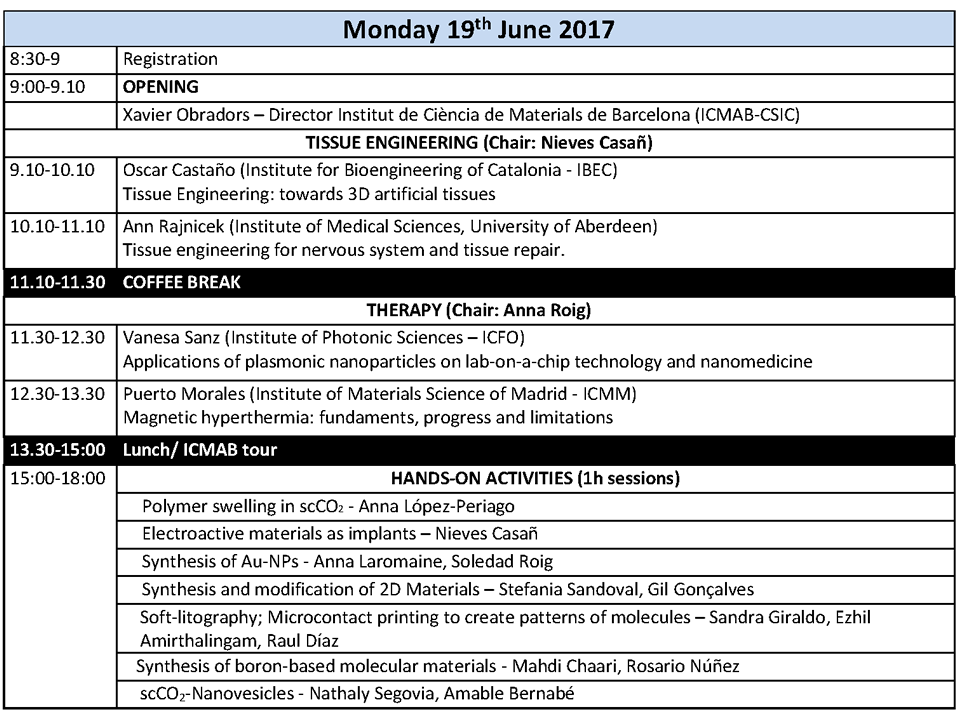 Monday 19th June 2017
8:30-9 Registration
9:00-9.10 OPENING
Xavier Obradors – Director Institut de Ciència de Materials de Barcelona (ICMAB-CSIC)
TISSUE ENGINEERING (Chair: Nieves Casañ)
9.10-10.10 Oscar Castaño (Institute for Bioengineering of Catalonia - IBEC)
Tissue Engineering: towards 3D artificial tissues
10.10-11.10 Ann Rajnicek (Institute of Medical Sciences, University of Aberdeen)
Tissue engineering for nervous system and tissue repair.
11.10-11.30 COFFEE BREAK
THERAPY (Chair: Anna Roig)
11.30-12.30 Vanesa Sanz (Institute of Photonic Sciences – ICFO)
Applications of plasmonic nanoparticles on lab-on-a-chip technology and nanomedicine
12.30-13.30 Puerto Morales (Institute of Materials Science of Madrid - ICMM)
Magnetic hyperthermia: fundaments, progress and limitations
13.30-15:00 Lunch/ ICMAB tour
15:00-18:00 HANDS-ON ACTIVITIES (1h sessions)
Polymer swelling in scCO₂ - Anna López-Periago
Electroactive materials as implants – Nieves Casañ
Synthesis of Au-NPs - Anna Laromaine, Soledad Roig
Synthesis and modification of 2D Materials – Stefania Sandoval, Gil Gonçalves
Soft-litography; Microcontact printing to create patterns of molecules – Sandra Giraldo, Ezhil
Amirthalingam, Raul Díaz
Synthesis of boron-based molecular materials - Mahdi Chaari, Rosario Núñez
scCO₂-Nanovesicles - Nathaly Segovia, Amable Bernabé